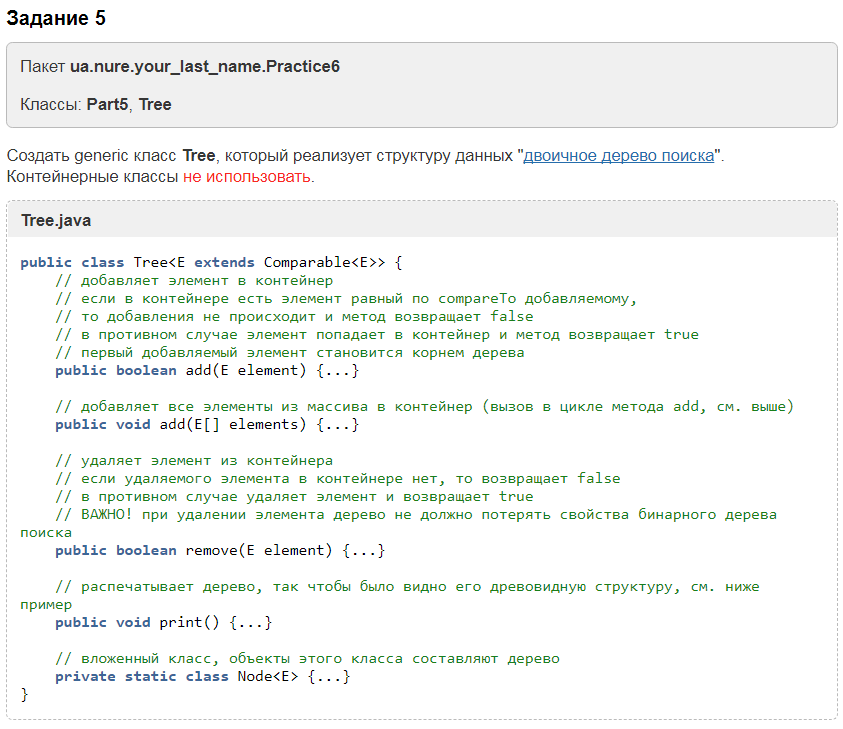 Задание 5
Пакет ua.nure.your_last_name.Practice6
Классы: Part5, Tree
Создать generic класс Tree, который реализует структуру данных "двоичное дерево поиска".
Контейнерные классы не использовать.
Tree.java
public class Tree<E extends Comparable<E>> {
    // добавляет элемент в контейнер
    // если в контейнере есть элемент равный по compareTo добавляемому,
    // то добавления не происходит и метод возвращает false
    // в противном случае элемент попадает в контейнер и метод возвращает true
    // первый добавляемый элемент становится корнем дерева
    public boolean add(E element) {...}
    // добавляет все элементы из массива в контейнер (вызов в цикле метода add, см. выше)
    public void add(E[] elements) {...}
    // удаляет элемент из контейнера
    // если удаляемого элемента в контейнере нет, то возвращает false
    // в противном случае удаляет элемент и возвращает true
    // ВАЖНО! при удалении элемента дерево не должно потерять свойства бинарного дерева
поиска
    public boolean remove(E element) {...}
    // распечатывает дерево, так чтобы было видно его древовидную структуру, см. ниже
пример
    public void print() {...}
    // вложенный класс, объекты этого класса составляют дерево
    private static class Node<E> {...}
}